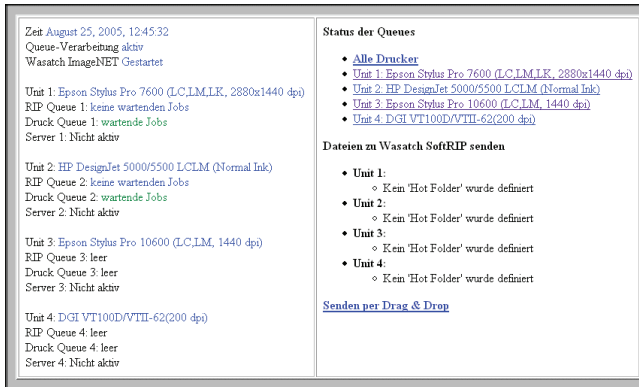 Zeit August 25, 2005, 12:45:32
Queue-Verarbeitung aktiv
Wasatch ImageNET Gestartet
Unit 1: Epson Stylus Pro 7600 (LC,LM,LK, 2880x1440 dpi)
RIP Queue 1: keine wartenden Jobs
Druck Queue 1: wartende Jobs
Server 1: Nicht aktiv
Unit 2: HP DesignJet 5000/5500 LCLM (Normal Ink)
RIP Queue 2: keine wartenden Jobs
Druck Queue 2: wartende Jobs
Server 2: Nicht aktiv
Unit 3: Epson Stylus Pro 10600 (LC,LM, 1440 dpi)
RIP Queue 3: leer
Druck Queue 3: leer
Server 3: Nicht aktiv
Unit 4: DGI VT100D/VTII-62(200 dpi)
RIP Queue 4: leer
Druck Queue 4: leer
Server 4: Nicht aktiv
Status der Queues
Alle Drucker
Unit 1: Epson Stylus Pro 7600 (LC,LM,LK, 2880x1440 dpi)
Unit 2: HP DesignJet 5000/5500 LCLM (Normal Ink)
Unit 3: Epson Stylus Pro 10600 (LC,LM, 1440 dpi)
Unit 4: DGI VT100D/VTII-62(200 dpi)
Dateien zu Wasatch SoftRIP senden
Unit 1:
Kein 'Hot Folder' wurde definiert
Unit 2:
Kein 'Hot Folder' wurde definiert
Unit 3:
Kein 'Hot Folder' wurde definiert
Unit 4:
Kein 'Hot Folder' wurde definiert
Senden per Drag & Drop